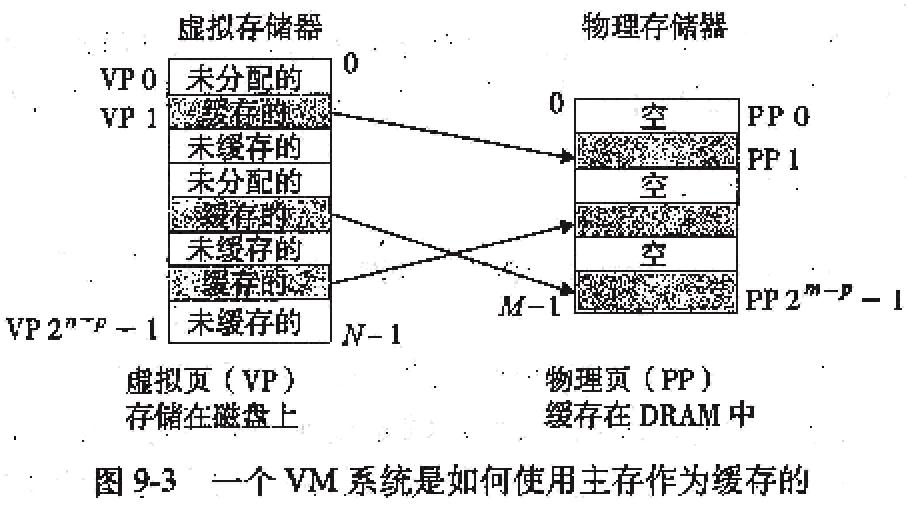 虚拟存储器
物理存储器
VP 0
未分配的
0
VP 1
缓存的
未缓存的
未分配的
缓存的
未缓存的
缓存的
VP 2ⁿ⁻ᵖ - 1
未缓存的
N-1
0
空
PP 0
PP 1
空
空
M-1
PP 2ᵐ⁻ᵖ - 1
虚拟页（VP）
存储在磁盘上
物理页（PP）
缓存在 DRAM 中
图 9-3 一个 VM 系统是如何使用主存作为缓存的